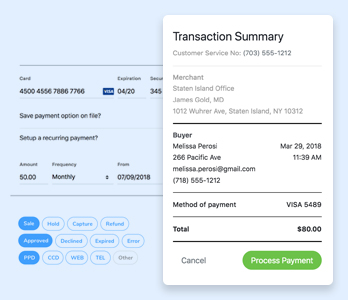 Card
Expiration
Secu
4500 4556 7886 7766
VISA
04/20
345
Save payment option on file?
Setup a recurring payment?
Amount
Frequency
From
50.00
Monthly
07/09/2018
Sale
Hold
Capture
Refund
Approved
Declined
Expired
Error
PPD
CCD
WEB
TEL
Other
Transaction Summary
Customer Service No: (703) 555-1212
Merchant
Staten Island Office
James Gold, MD
1012 Wuhrer Ave, Staten Island, NY 10312
Buyer
Melissa Perosi
Mar 29, 2018
266 Pacific Ave
11:39 AM
melissa.perosi@gmail.com
(718) 555-1212
Method of payment
VISA 5489
Total
$80.00
Cancel
Process Payment